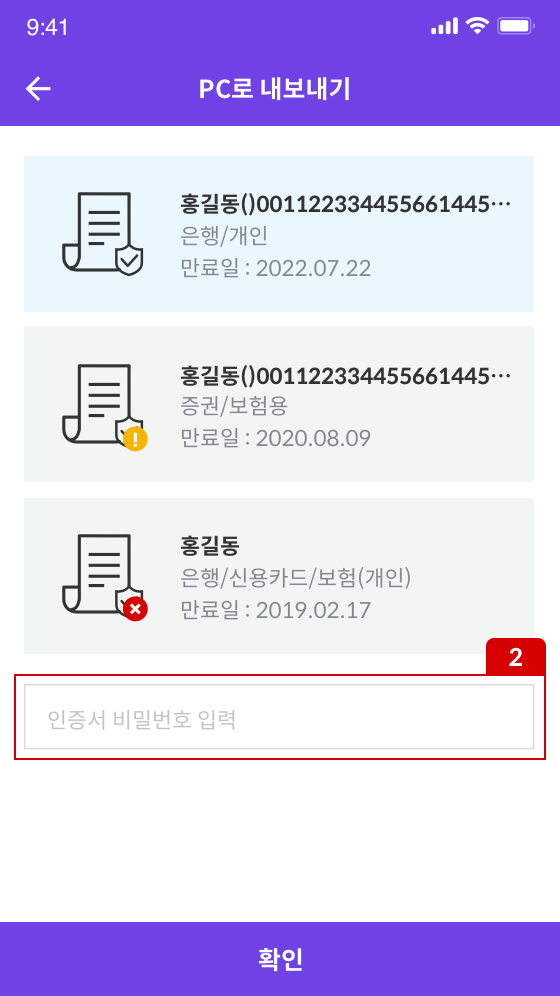 9:41
PC로 내보내기
홍길동()001122334455661445···
은행/개인
만료일 : 2022.07.22
홍길동()001122334455661445···
증권/보험용
만료일 : 2020.08.09
홍길동
은행/신용카드/보험(개인)
만료일 : 2019.02.17
2
인증서 비밀번호 입력
확인